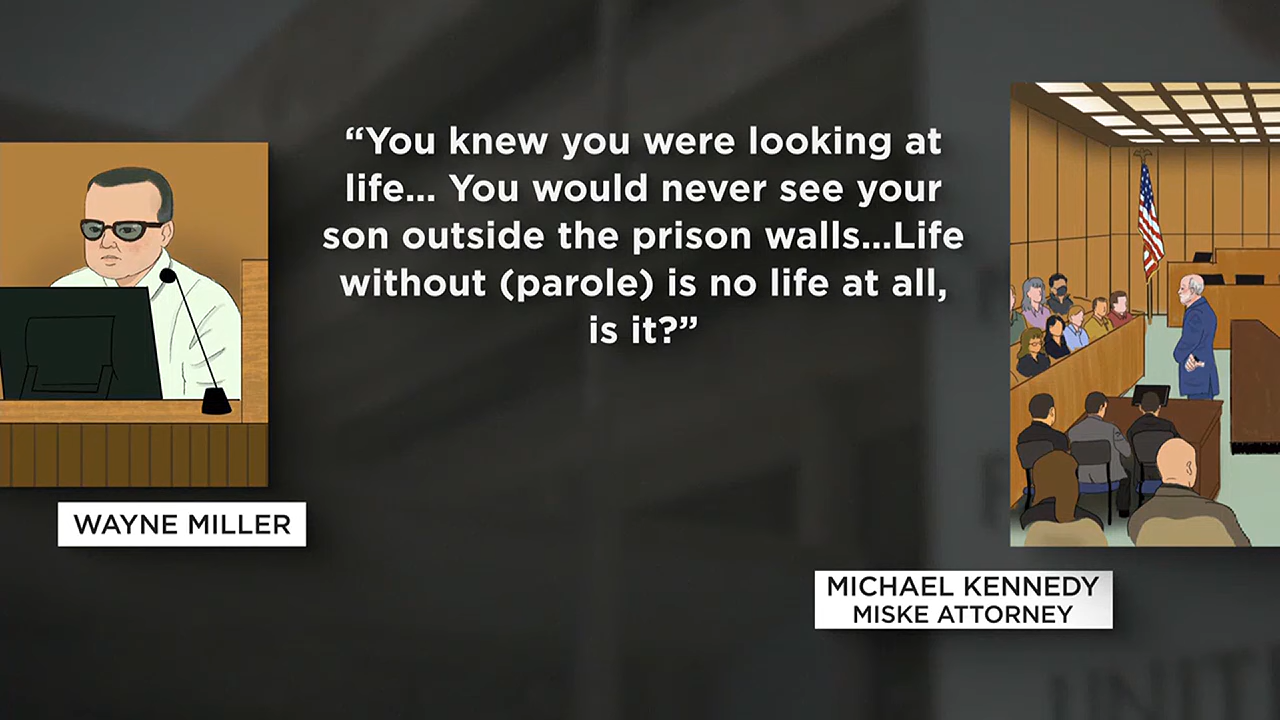 “You knew you were looking at
life... You would never see your
son outside the prison walls...Life
without (parole) is no life at all,
is it?”
WAYNE MILLER
MICHAEL KENNEDY
MISKE ATTORNEY
UNIT